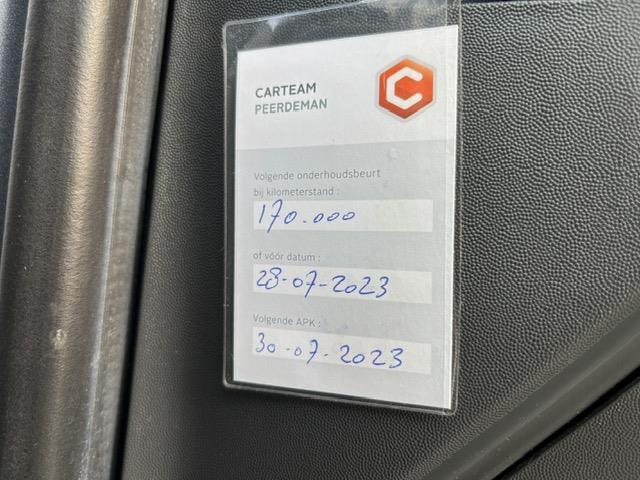 CARTEAM
PEERDEMAN
Volgende onderhoudsbeurt
bij kilometerstand :
170.000
of vóór datum :
28-07-2023
Volgende APK :
30-07-2023